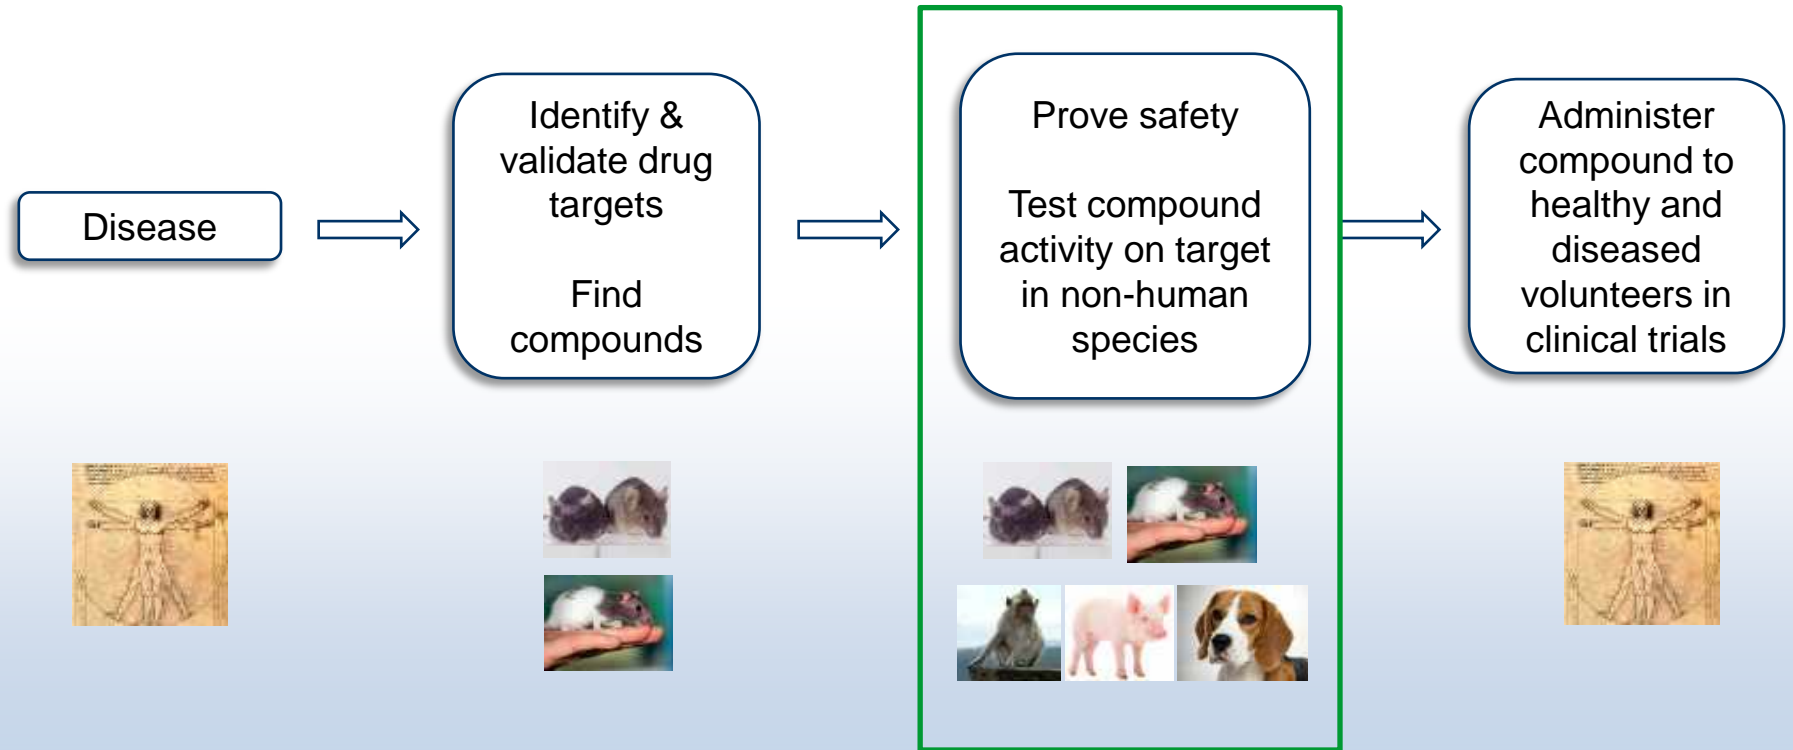 Disease
Identify &
validate drug
targets
Find
compounds
Prove safety
Test compound
activity on target
in non-human
species
Administer
compound to
healthy and
diseased
volunteers in
clinical trials